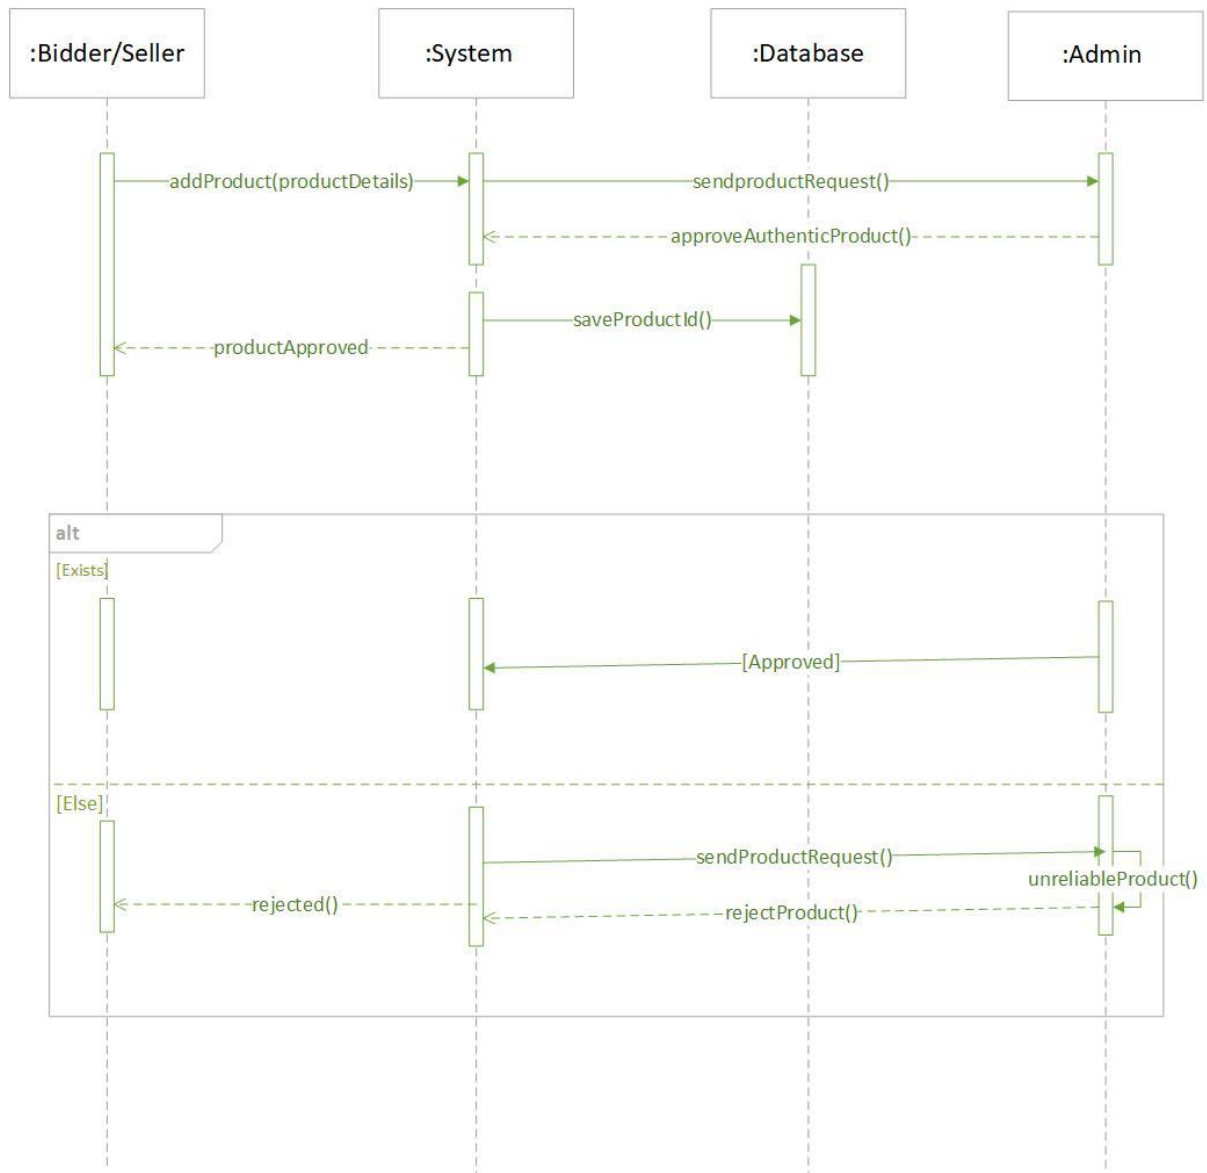 :Bidder/Seller
:System
:Database
:Admin
addProduct(productDetails)
sendproductRequest()
approveAuthenticProduct()
saveProductId()
productApproved
alt
[Exists]
[Approved]
[Else]
sendProductRequest()
unreliableProduct()
rejected()
rejectProduct()